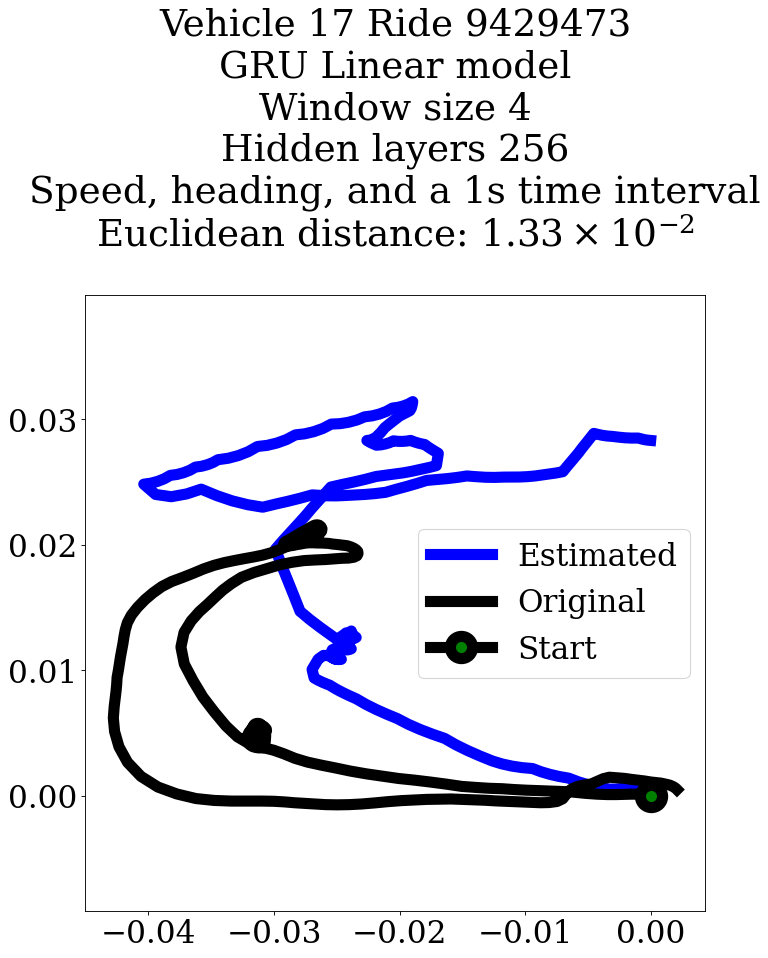 Vehicle 17 Ride 9429473
GRU Linear model
Window size 4
Hidden layers 256
Speed, heading, and a 1s time interval
Euclidean distance: 1.33 × 10⁻²
0.03
0.02
0.01
0.00
Estimated
Original
Start
−0.04 −0.03 −0.02 −0.01 0.00